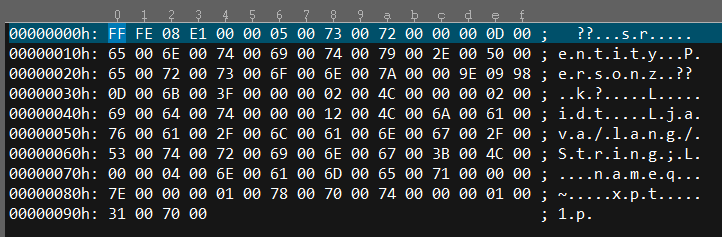 0 1 2 3 4 5 6 7 8 9 a b c d e f
00000000h: FF FE 08 E1 00 00 05 00 73 00 72 00 00 00 0D 00 ; ??...s.r.....
00000010h: 65 00 6E 00 74 00 69 00 74 00 79 00 2E 00 50 00 ; e.n.t.i.t.y...P.
00000020h: 65 00 72 00 73 00 6F 00 6E 00 7A 00 00 9E 09 98 ; e.r.s.o.n.z..??
00000030h: 0D 00 6B 00 3F 00 00 00 02 00 4C 00 00 00 02 00 ; ..k.?.....L.....
00000040h: 69 00 64 00 74 00 00 00 12 00 4C 00 6A 00 61 00 ; i.d.t.....L.j.a.
00000050h: 76 00 61 00 2F 00 6C 00 61 00 6E 00 67 00 2F 00 ; v.a./.l.a.n.g./.
00000060h: 53 00 74 00 72 00 69 00 6E 00 67 00 3B 00 4C 00 ; S.t.r.i.n.g.;.L.
00000070h: 00 00 04 00 6E 00 61 00 6D 00 65 00 71 00 00 00 ; ....n.a.m.e.q...
00000080h: 7E 00 00 00 01 00 78 00 70 00 74 00 00 00 01 00 ; ~.....x.p.t.....
00000090h: 31 00 70 00 ; 1.p.